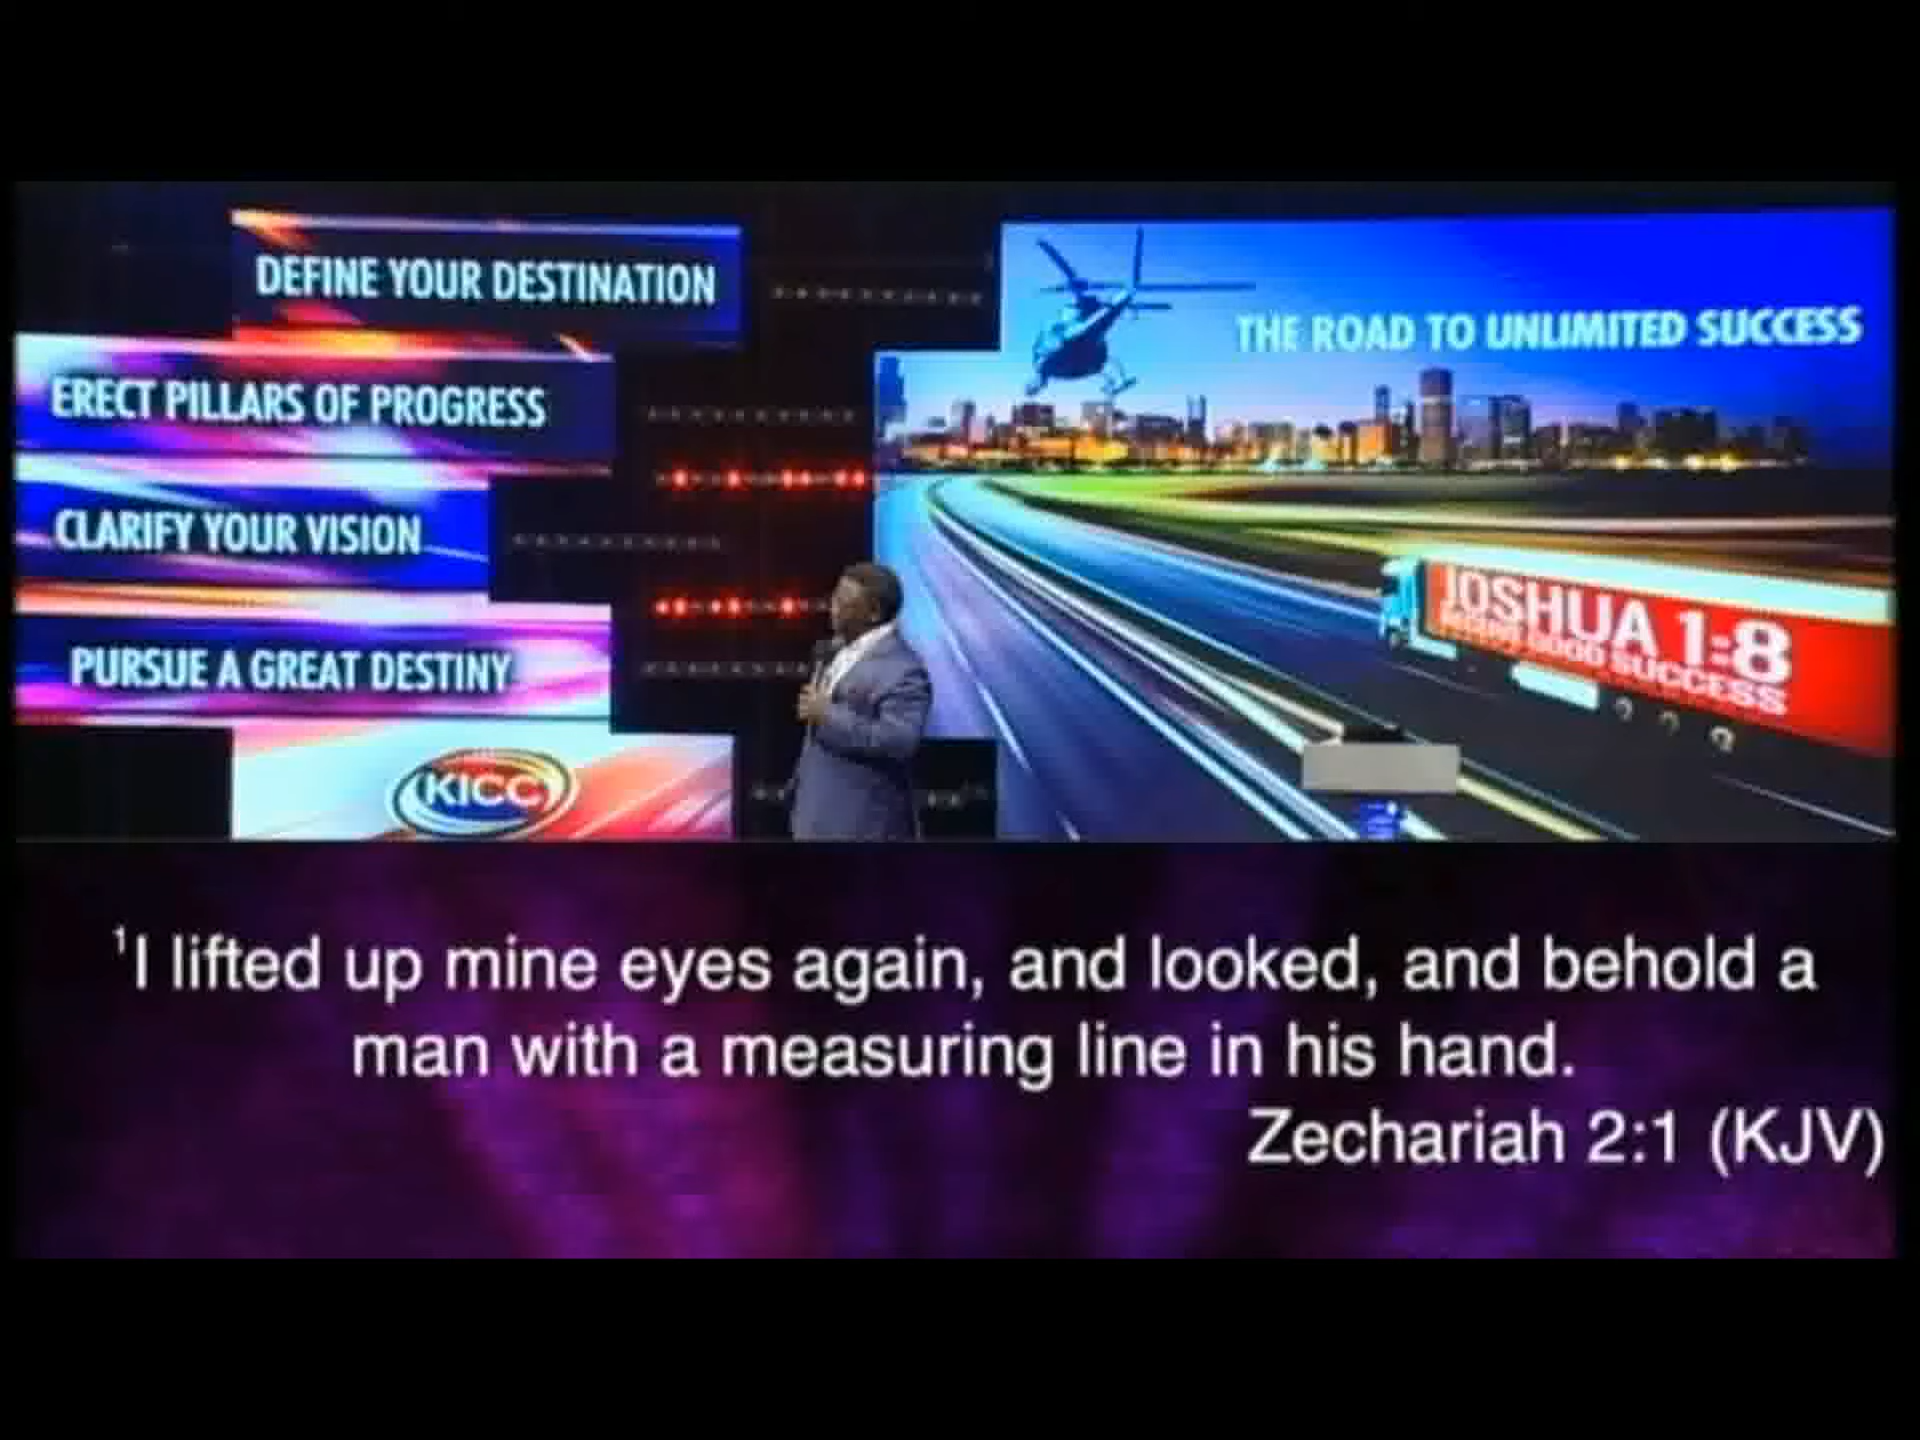 DEFINE YOUR DESTINATION
ERECT PILLARS OF PROGRESS
CLARIFY YOUR VISION
PURSUE A GREAT DESTINY
KICC
THE ROAD TO UNLIMITED SUCCESS
JOSHUA 1:8
GOOD SUCCESS
¹I lifted up mine eyes again, and looked, and behold a
man with a measuring line in his hand.
Zechariah 2:1 (KJV)